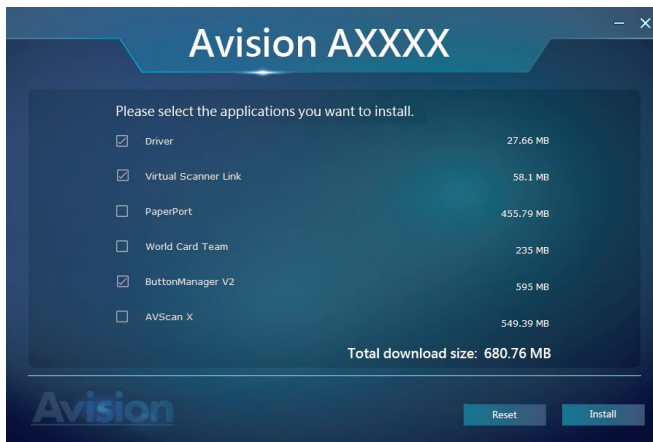 Avision AXXXX
Please select the applications you want to install.
Driver 27.66 MB
Virtual Scanner Link 58.1 MB
PaperPort 455.79 MB
World Card Team 235 MB
ButtonManager V2 595 MB
AVScan X 549.39 MB
Total download size: 680.76 MB
Avision
Reset Install